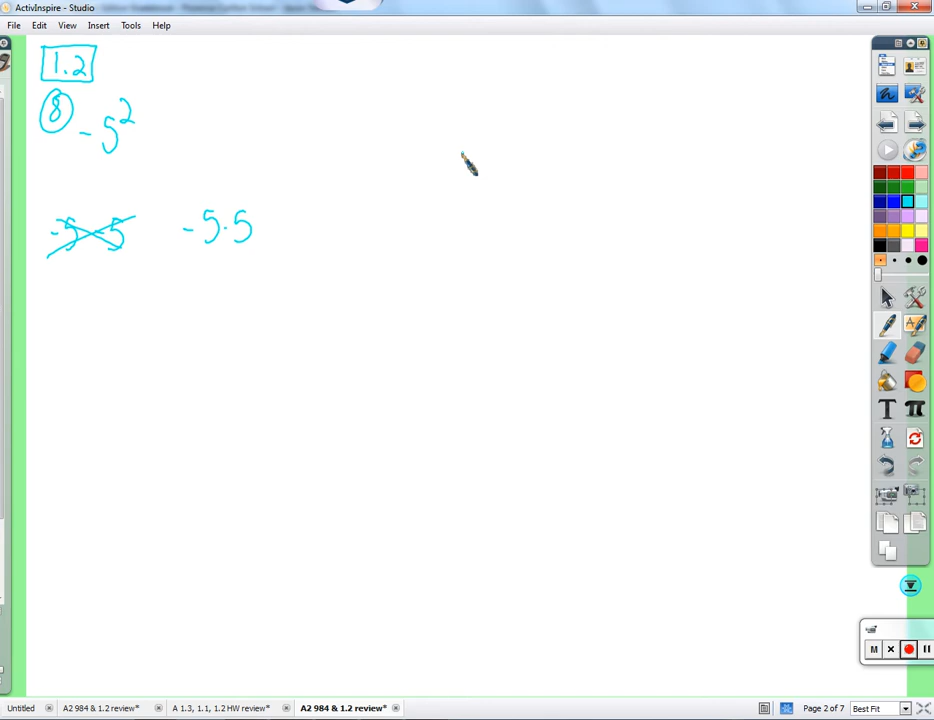 ActivInspire - Studio
File Edit View Insert Tools Help
1.2
8 -5²
-5 -5 -5·5
M
Untitled A2 984 & 1.2 review* A 1.3, 1.1, 1.2 HW review* A2 984 & 1.2 review* Page 2 of 7 Best Fit